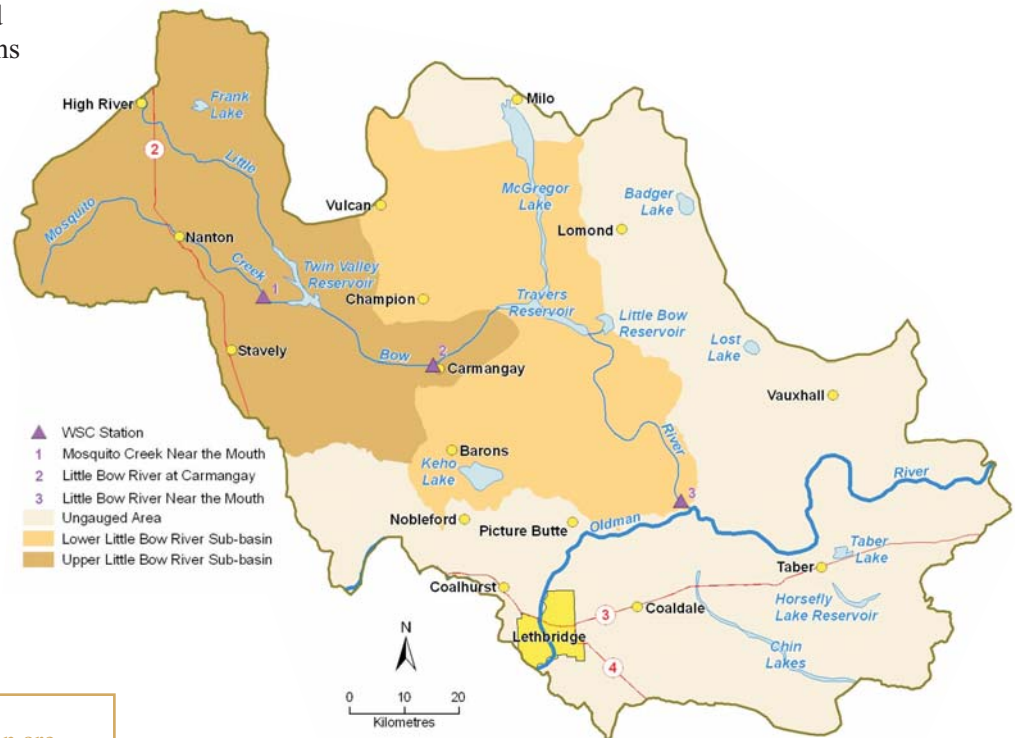 High River
Frank
Lake
Milo
2
Little
McGregor
Lake
Badger
Lake
Vulcan
Mosquito
Lomond
Nanton
Creek
Twin Valley
Reservoir
1
Champion
Travers
Reservoir
Little Bow
Reservoir
Lost
Lake
Stavely
Bow
2
Carmangay
Vauxhall
River
Barons
Keho
Lake
River
3
Nobleford
Picture Butte
Oldman
Taber
Lake
Taber
Coalhurst
Horsefly
Lake Reservoir
3
Coaldale
Lethbridge
Chin
Lakes
4
WSC Station
1 Mosquito Creek Near the Mouth
2 Little Bow River at Carmangay
3 Little Bow River Near the Mouth
Ungauged Area
Lower Little Bow River Sub-basin
Upper Little Bow River Sub-basin
N
0 10 20
Kilometres